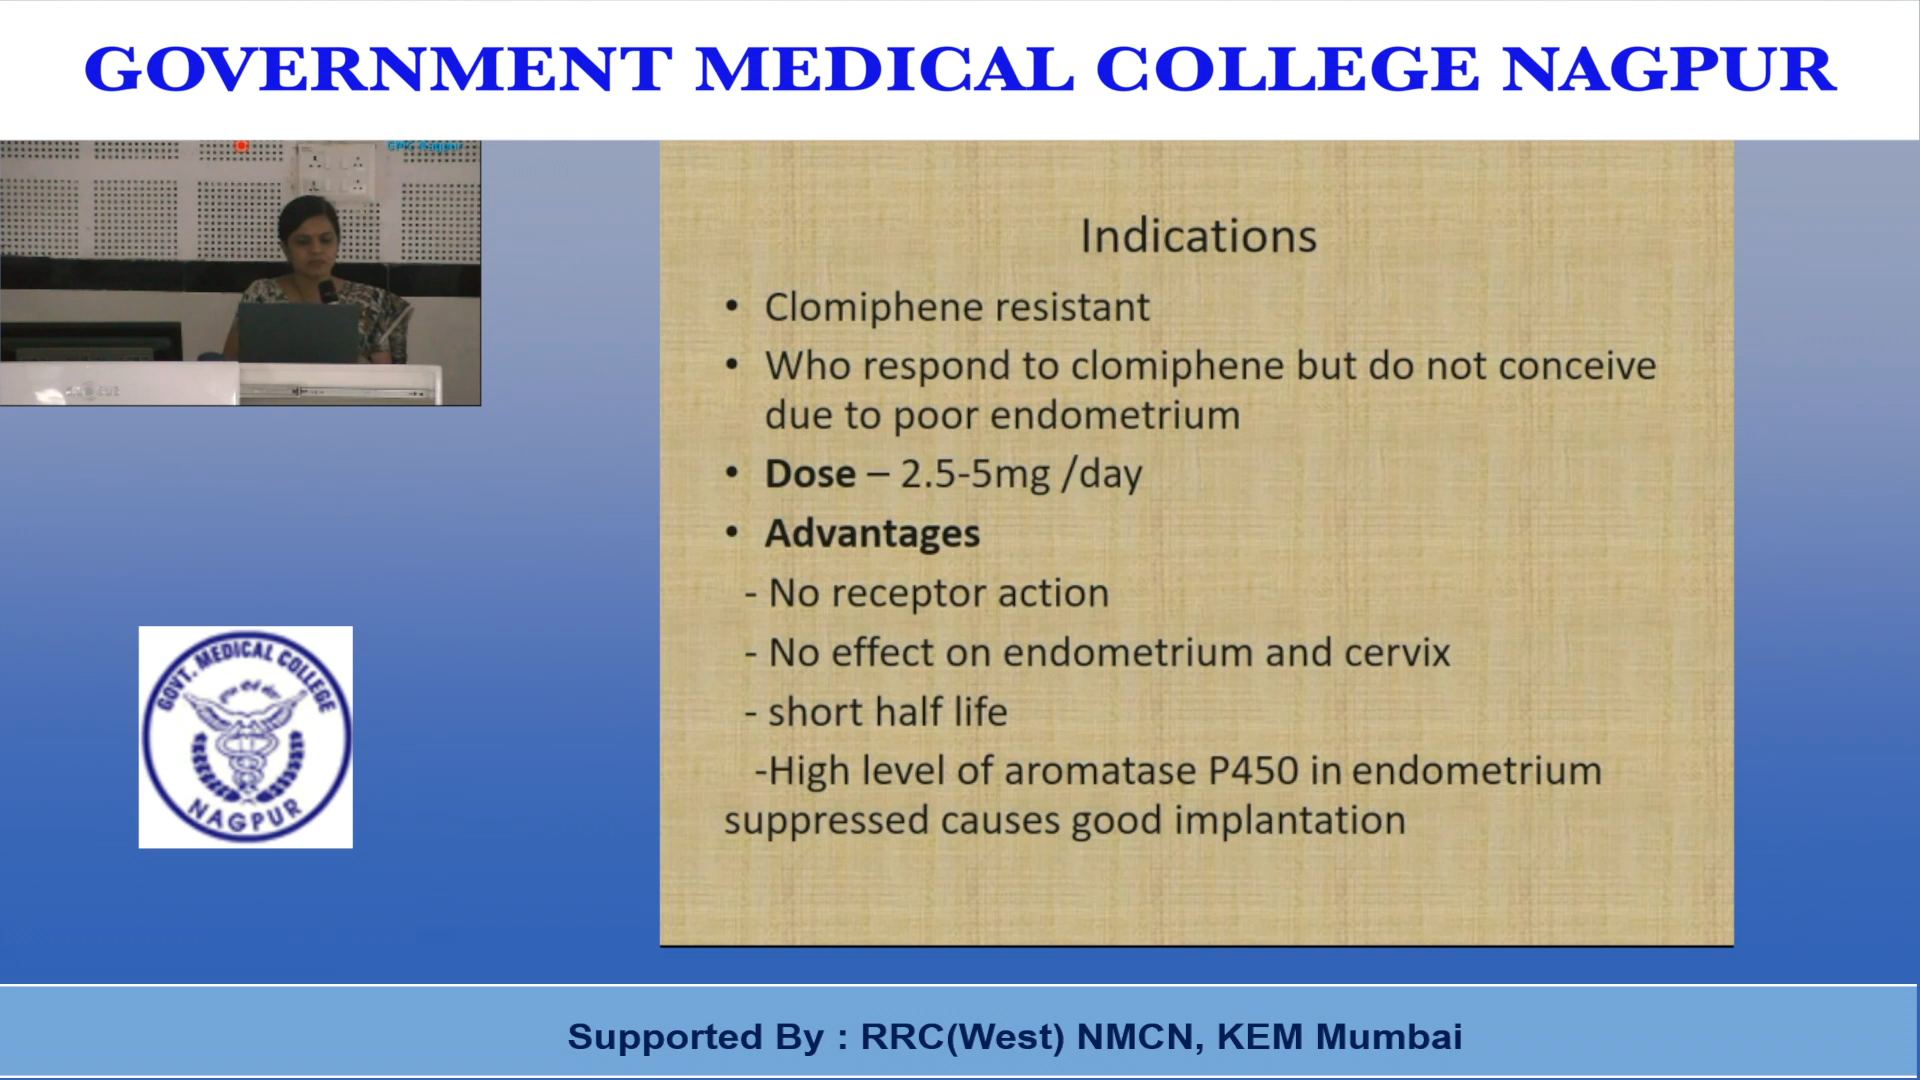 GOVERNMENT MEDICAL COLLEGE NAGPUR
GMC Nagpur
Indications
• Clomiphene resistant
• Who respond to clomiphene but do not conceive
due to poor endometrium
• Dose – 2.5-5mg /day
• Advantages
- No receptor action
- No effect on endometrium and cervix
- short half life
-High level of aromatase P450 in endometrium
suppressed causes good implantation
GOVT. MEDICAL COLLEGE
NAGPUR
Supported By : RRC(West) NMCN, KEM Mumbai